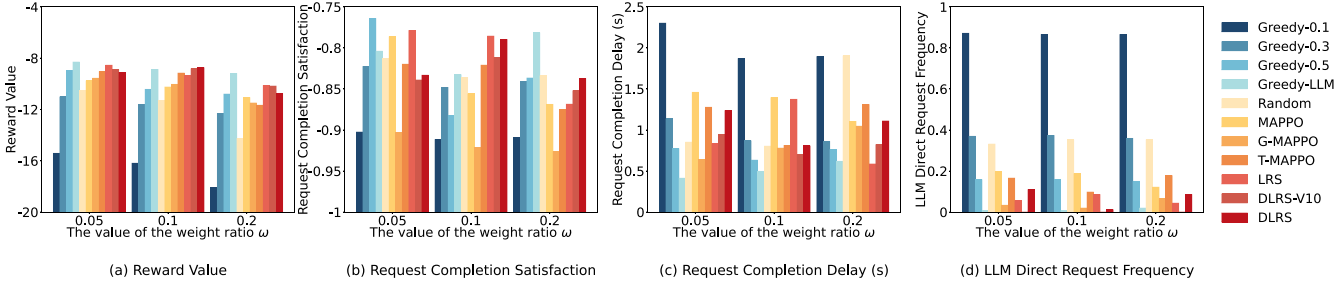 Reward Value
-4
-8
-12
-16
-20
0.05
0.1
0.2
The value of the weight ratio ω
(a) Reward Value
Request Completion Satisfaction
-0.75
-0.8
-0.85
-0.9
-0.95
-1
0.05
0.1
0.2
The value of the weight ratio ω
(b) Request Completion Satisfaction
Request Completion Delay (s)
2.5
2
1.5
1
0.5
0
0.05
0.1
0.2
The value of the weight ratio ω
(c) Request Completion Delay (s)
LLM Direct Request Frequency
1
0.8
0.6
0.4
0.2
0
0.05
0.1
0.2
The value of the weight ratio ω
(d) LLM Direct Request Frequency
Greedy-0.1
Greedy-0.3
Greedy-0.5
Greedy-LLM
Random
MAPPO
G-MAPPO
T-MAPPO
LRS
DLRS-V10
DLRS